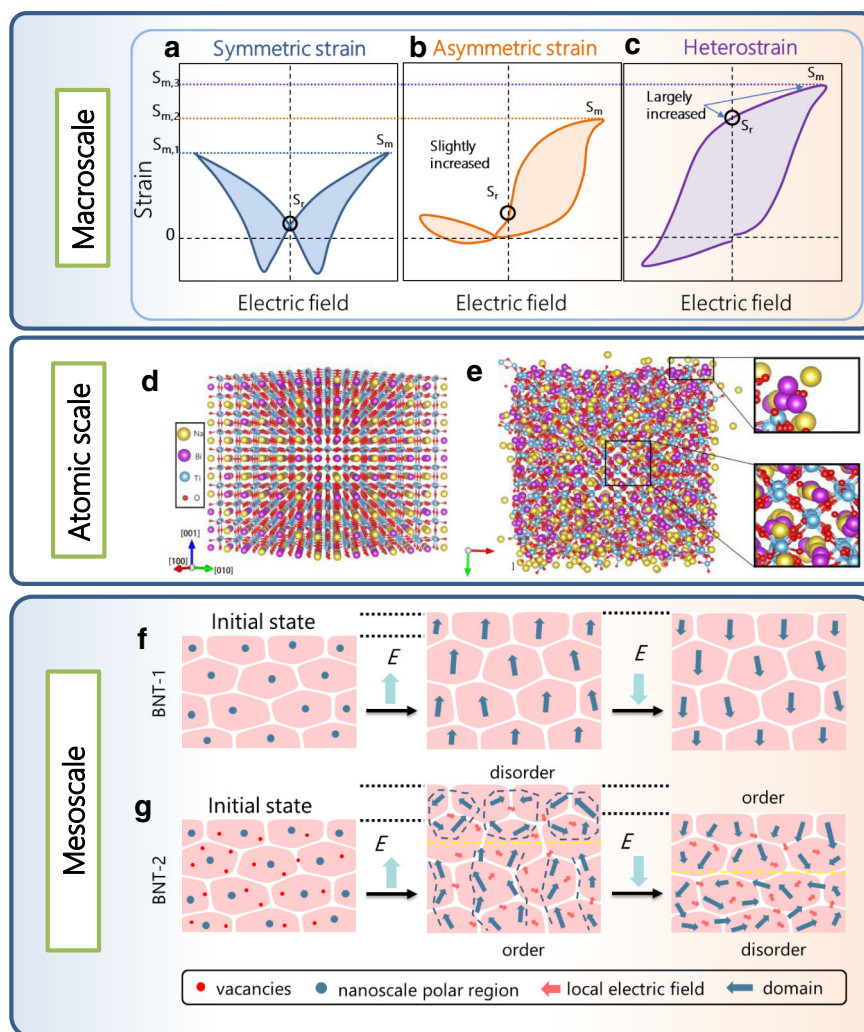 Macroscale
a
Symmetric strain
b
Asymmetric strain
c
Heterostrain
Strain
Sm,3
Sm,2
Sm,1
0
Sm
Sr
Electric field
Slightly
increased
Sm
Sr
Electric field
Largely
increased
Sm
Sr
Electric field
Atomic scale
d
Na
Bi
Ti
O
[001]
[100]
[010]
e
]
Mesoscale
f
BNT-1
Initial state
E
E
g
BNT-2
Initial state
E
disorder
order
E
order
disorder
vacancies
nanoscale polar region
local electric field
domain